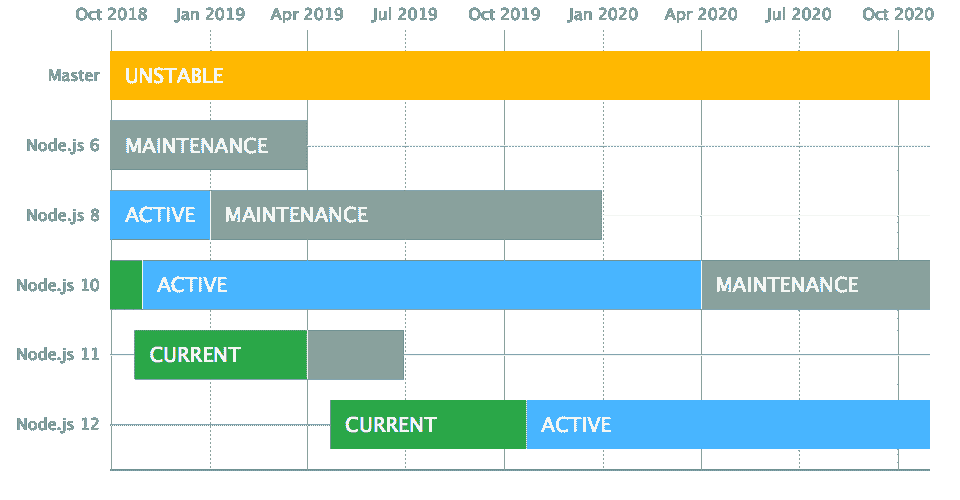 Oct 2018 Jan 2019 Apr 2019 Jul 2019 Oct 2019 Jan 2020 Apr 2020 Jul 2020 Oct 2020
Master UNSTABLE
Node.js 6 MAINTENANCE
Node.js 8 ACTIVE MAINTENANCE
Node.js 10 ACTIVE MAINTENANCE
Node.js 11 CURRENT
Node.js 12 CURRENT ACTIVE